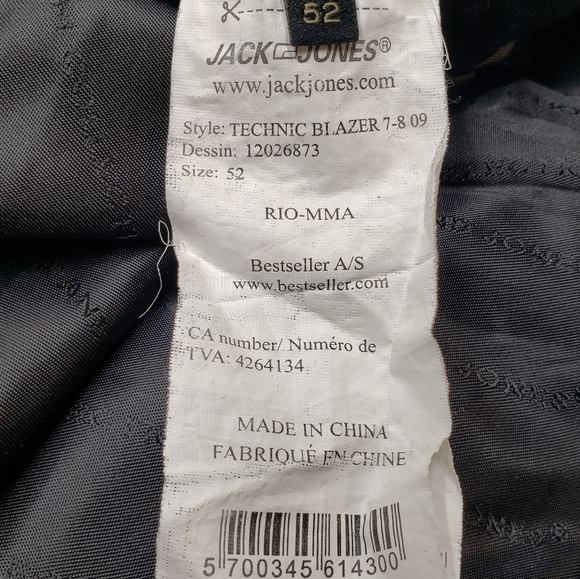 52
JACK JONES®
www.jackjones.com
Style: TECHNIC BLAZER 7-8 09
Dessin: 12026873
Size: 52
RIO-MMA
Bestseller A/S
www.bestseller.com
CA number/ Numéro de
TVA: 4264134
MADE IN CHINA
FABRIQUÉ EN CHINE
5 700345 614300